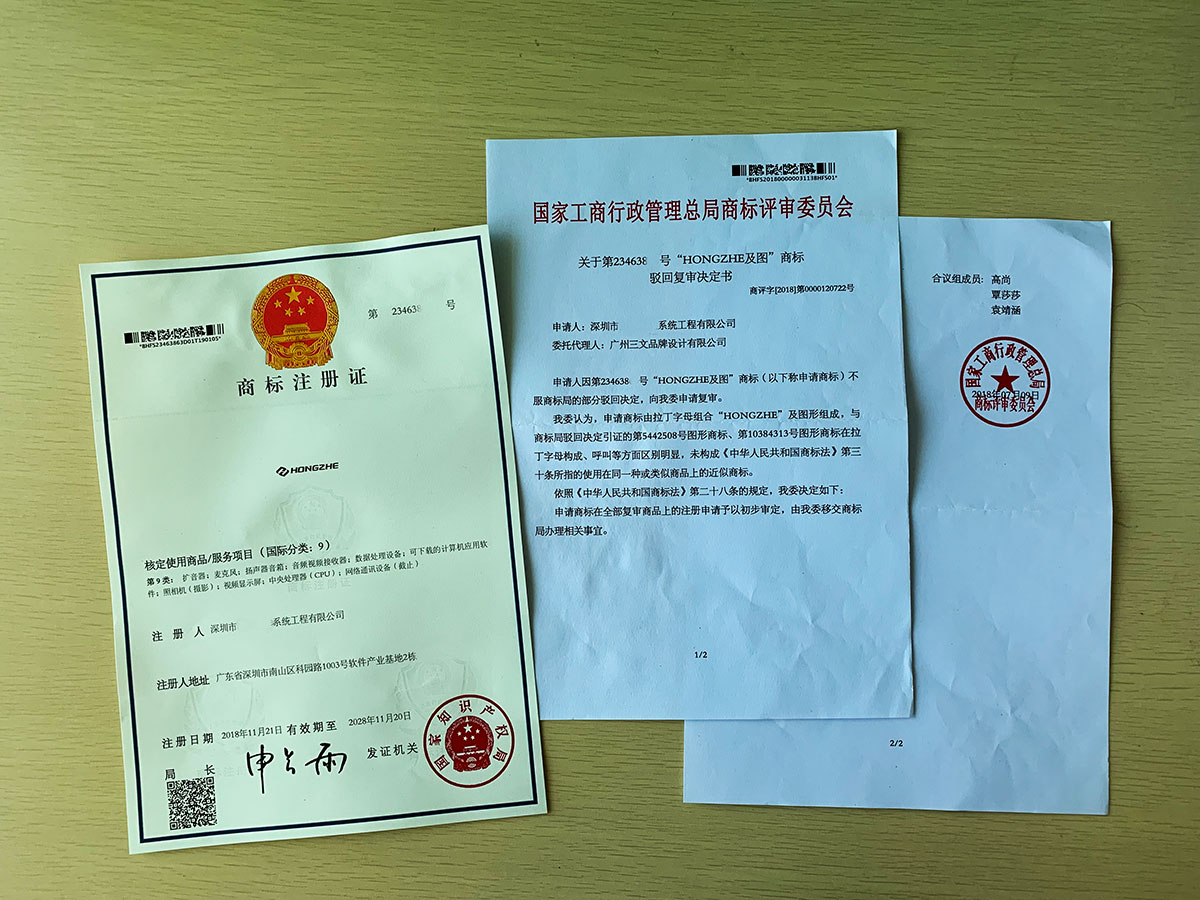 *BHFS23463863D01T190105*
第 234638 号
商标注册证
HONGZHE
核定使用商品/服务项目（国际分类：9）
第9类：扩音器；麦克风；扬声器音箱；音频视频接收器；数据处理设备；可下载的计算机应用软
件；照相机（摄影）；视频显示屏；中央处理器（CPU）；网络通讯设备（截止）
注 册 人 深圳市 系统工程有限公司
注册人地址 广东省深圳市南山区科园路1003号软件产业基地2栋
注册日期 2018年11月21日 有效期至 2028年11月20日
局 长 申长雨 发证机关
国家知识产权局
*BHFS20180000003113BHFS01*
国家工商行政管理总局商标评审委员会
关于第234638 号“HONGZHE及图”商标
驳回复审决定书
商评字[2018]第0000120722号
申请人：深圳市 系统工程有限公司
委托代理人：广州三文品牌设计有限公司
申请人因第234638 号“HONGZHE及图”商标（以下称申请商标）不
服商标局的部分驳回决定，向我委申请复审。
我委认为，申请商标由拉丁字母组合“HONGZHE”及图形组成，与
商标局驳回决定引证的第5442508号图形商标、第10384313号图形商标在拉
丁字母构成、呼叫等方面区别明显，未构成《中华人民共和国商标法》第三
十条所指的使用在同一种或类似商品上的近似商标。
依照《中华人民共和国商标法》第二十八条的规定，我委决定如下：
申请商标在全部复审商品上的注册申请予以初步审定，由我委移交商标
局办理相关事宜。
1/2
合议组成员：高尚
覃莎莎
袁靖涵
国家工商行政管理总局
2018年07月09日
商标评审委员会
2/2